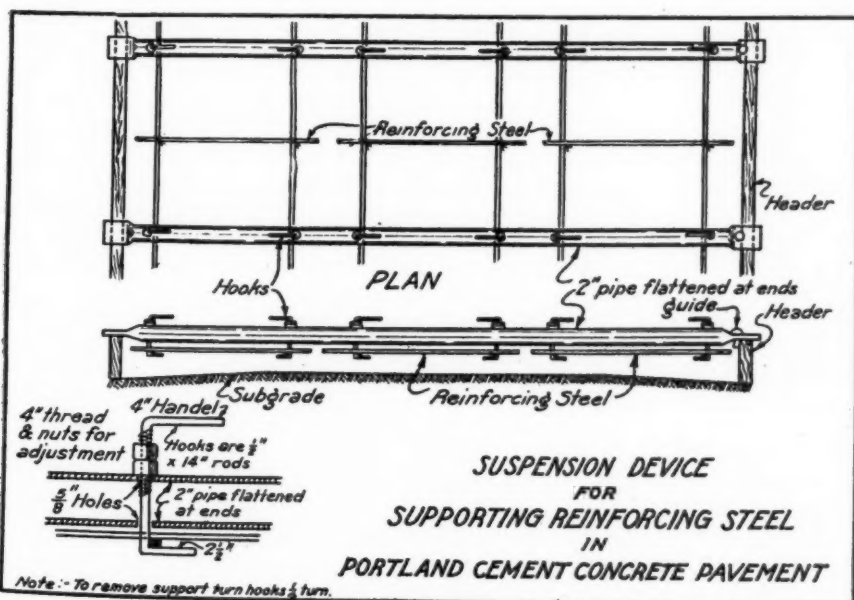 Reinforcing Steel
Header
Hooks
PLAN
2" pipe flattened at ends
guide
Header
Subgrade
Reinforcing Steel
4" thread
& nuts for
adjustment
4" Handel
Hooks are ½"
x 14" rods
5/8" Holes
2" pipe flattened
at ends
2½"
SUSPENSION DEVICE
FOR
SUPPORTING REINFORCING STEEL
IN
PORTLAND CEMENT CONCRETE PAVEMENT
Note:- To remove support turn hooks ½ turn.